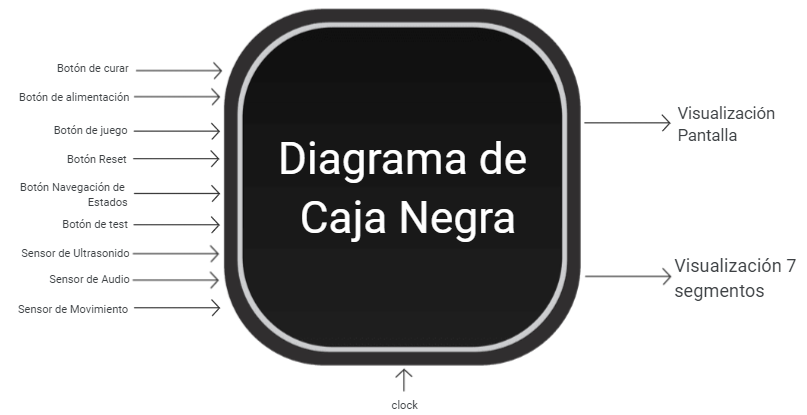 Botón de curar
Botón de alimentación
Botón de juego
Botón Reset
Botón Navegación de
Estados
Botón de test
Sensor de Ultrasonido
Sensor de Audio
Sensor de Movimiento
Diagrama de
Caja Negra
Visualización
Pantalla
Visualización 7
segmentos
clock